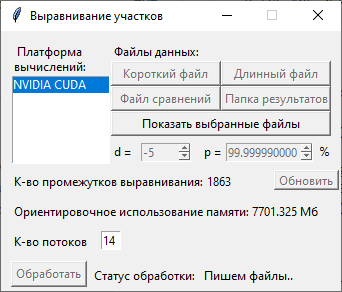 Выравнивание участков
Платформа вычислений:
Файлы данных:
NVIDIA CUDA
Короткий файл
Длинный файл
Файл сравнений
Папка результатов
Показать выбранные файлы
d = -5
p = 99.999990000 %
К-во промежутков выравнивания: 1863
Обновить
Ориентировочное использование памяти: 7701.325 Мб
К-во потоков 14
Обработать
Статус обработки: Пишем файлы..